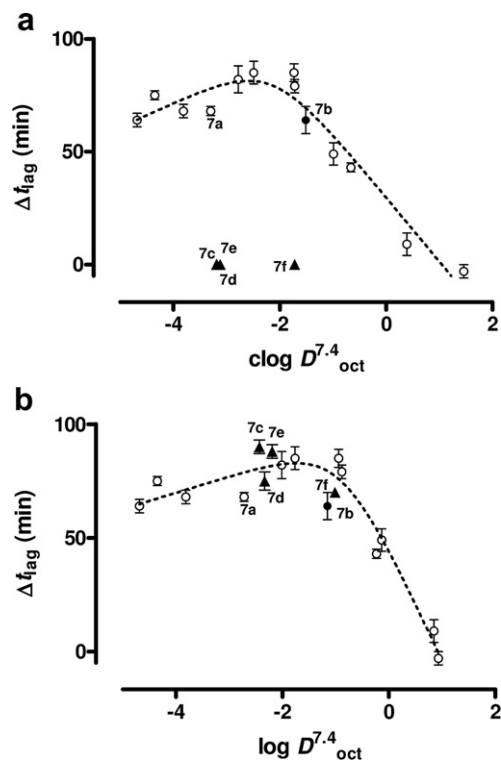 a
100
50
0
Δtlag (min)
7a
7b
7c 7e
7d
7f
-4 -2 0 2
clog D7.4oct
b
100
50
0
Δtlag (min)
7c 7e
7d
7a
7f
7b
-4 -2 0 2
log D7.4oct